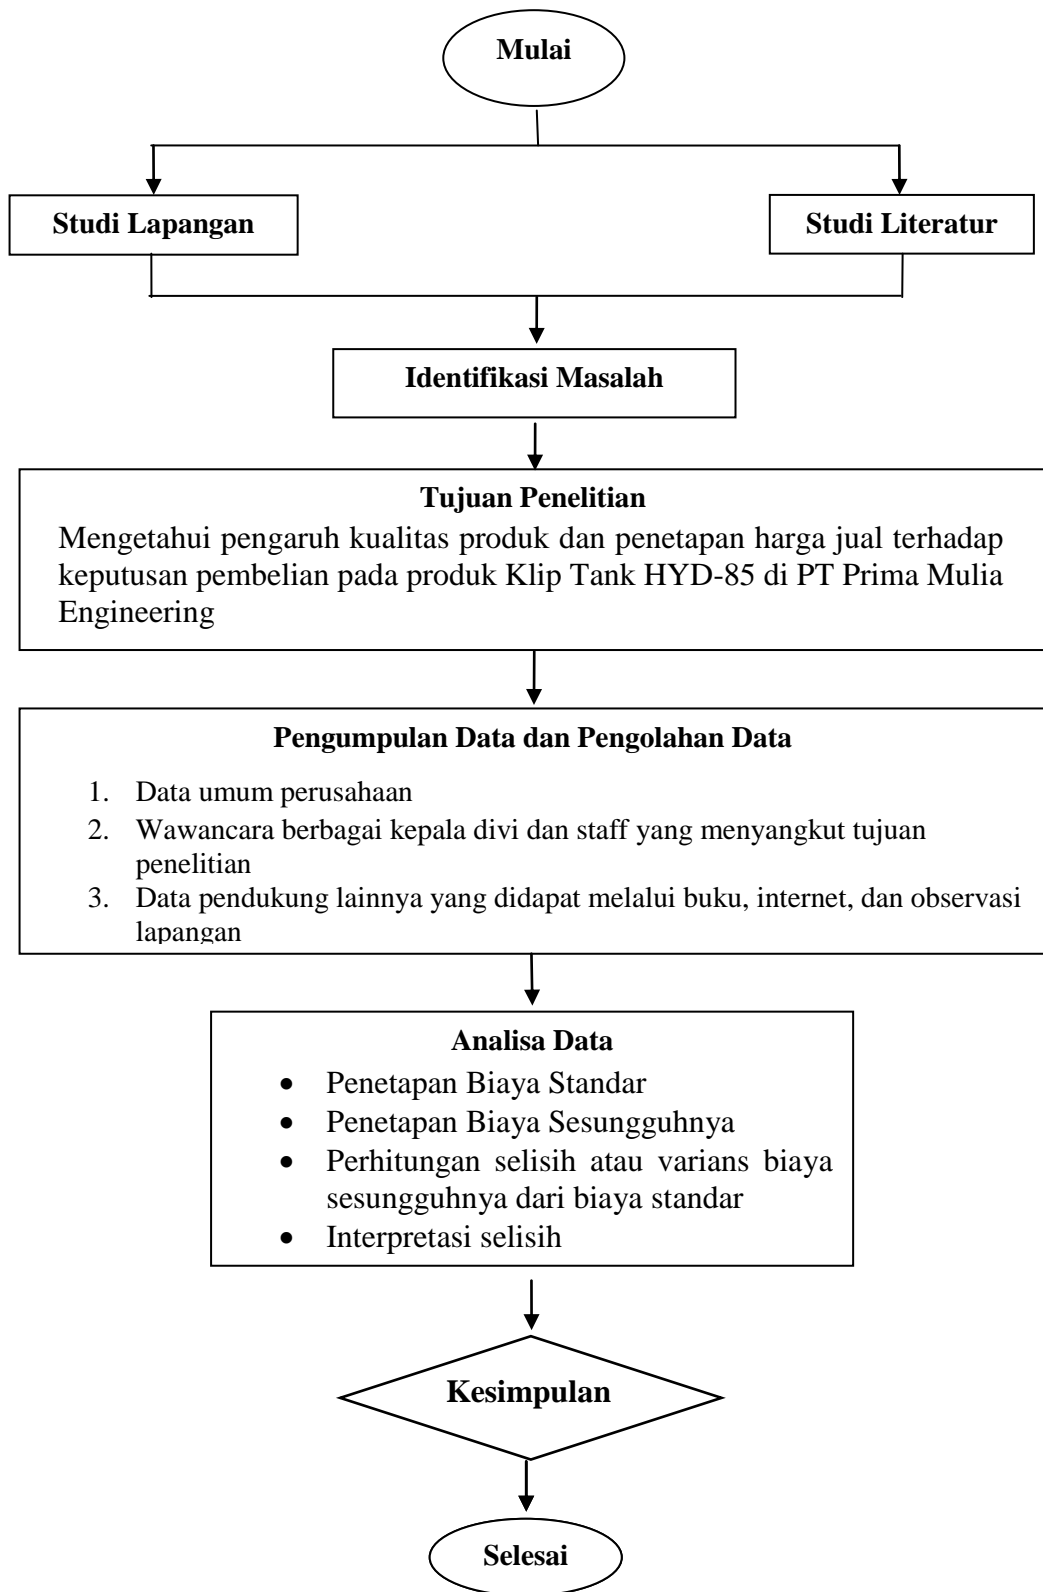 Mulai
Studi Lapangan
Studi Literatur
Identifikasi Masalah
Tujuan Penelitian
Mengetahui pengaruh kualitas produk dan penetapan harga jual terhadap
keputusan pembelian pada produk Klip Tank HYD-85 di PT Prima Mulia
Engineering
Pengumpulan Data dan Pengolahan Data
1. Data umum perusahaan
2. Wawancara berbagai kepala divi dan staff yang menyangkut tujuan
penelitian
3. Data pendukung lainnya yang didapat melalui buku, internet, dan observasi
lapangan
Analisa Data
• Penetapan Biaya Standar
• Penetapan Biaya Sesungguhnya
• Perhitungan selisih atau varians biaya
sesungguhnya dari biaya standar
• Interpretasi selisih
Kesimpulan
Selesai